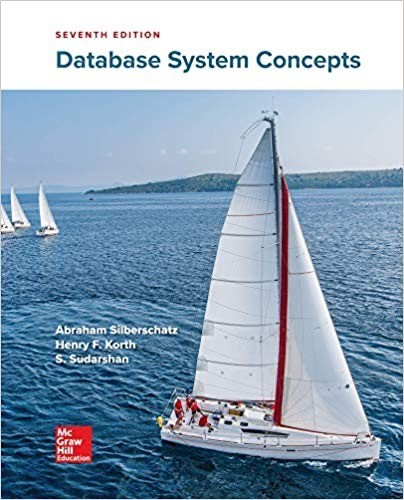 SEVENTH EDITION
Database System Concepts
Abraham Silberschatz
Henry F. Korth
S. Sudarshan
Mc
Graw
Hill
Education